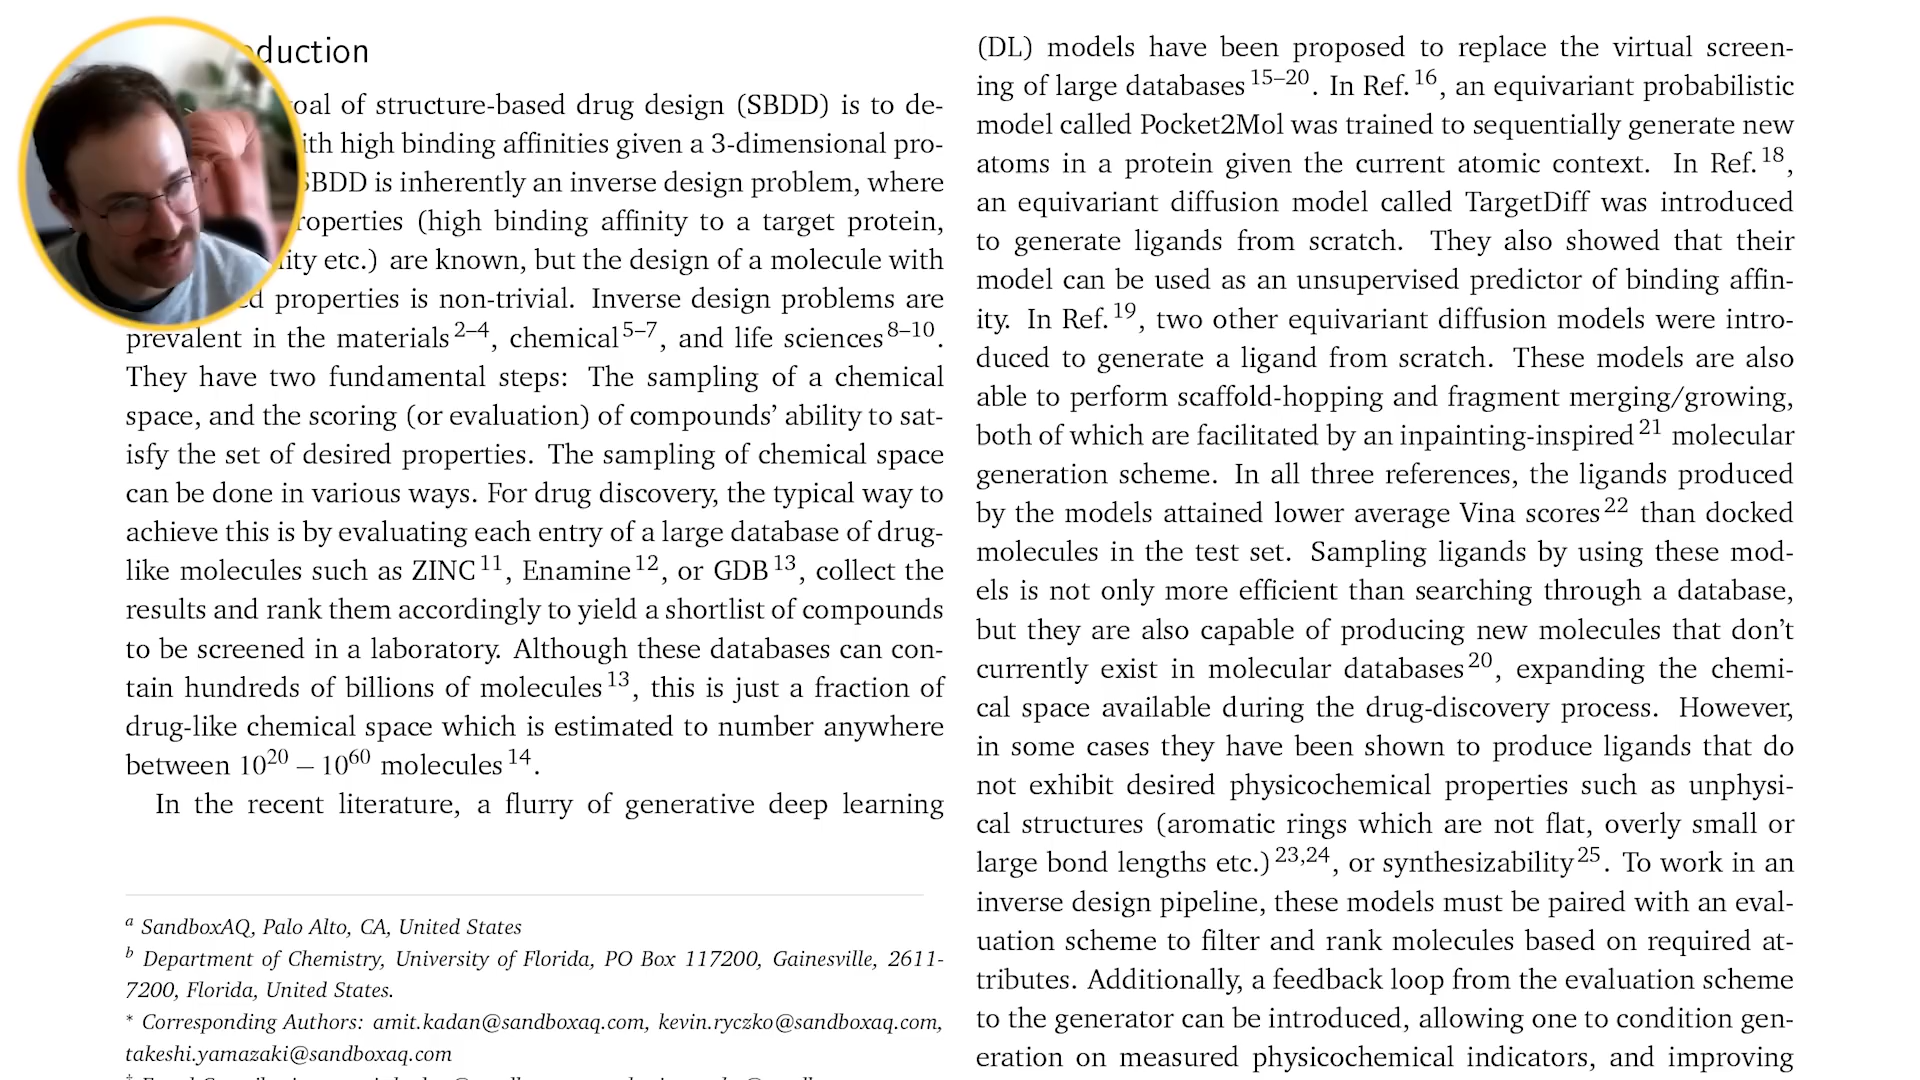 duction
oal of structure-based drug design (SBDD) is to de-
ith high binding affinities given a 3-dimensional pro-
SBDD is inherently an inverse design problem, where
roperties (high binding affinity to a target protein,
ity etc.) are known, but the design of a molecule with
d properties is non-trivial. Inverse design problems are
prevalent in the materials 2–4, chemical 5–7, and life sciences 8–10.
They have two fundamental steps: The sampling of a chemical
space, and the scoring (or evaluation) of compounds’ ability to sat-
isfy the set of desired properties. The sampling of chemical space
can be done in various ways. For drug discovery, the typical way to
achieve this is by evaluating each entry of a large database of drug-
like molecules such as ZINC 11, Enamine 12, or GDB 13, collect the
results and rank them accordingly to yield a shortlist of compounds
to be screened in a laboratory. Although these databases can con-
tain hundreds of billions of molecules 13, this is just a fraction of
drug-like chemical space which is estimated to number anywhere
between 10^20 – 10^60 molecules 14.
In the recent literature, a flurry of generative deep learning
a SandboxAQ, Palo Alto, CA, United States
b Department of Chemistry, University of Florida, PO Box 117200, Gainesville, 2611-
7200, Florida, United States.
* Corresponding Authors: amit.kadan@sandboxaq.com, kevin.ryczko@sandboxaq.com,
takeshi.yamazaki@sandboxaq.com
(DL) models have been proposed to replace the virtual screen-
ing of large databases 15–20. In Ref. 16, an equivariant probabilistic
model called Pocket2Mol was trained to sequentially generate new
atoms in a protein given the current atomic context. In Ref. 18,
an equivariant diffusion model called TargetDiff was introduced
to generate ligands from scratch. They also showed that their
model can be used as an unsupervised predictor of binding affin-
ity. In Ref. 19, two other equivariant diffusion models were intro-
duced to generate a ligand from scratch. These models are also
able to perform scaffold-hopping and fragment merging/growing,
both of which are facilitated by an inpainting-inspired 21 molecular
generation scheme. In all three references, the ligands produced
by the models attained lower average Vina scores 22 than docked
molecules in the test set. Sampling ligands by using these mod-
els is not only more efficient than searching through a database,
but they are also capable of producing new molecules that don’t
currently exist in molecular databases 20, expanding the chemi-
cal space available during the drug-discovery process. However,
in some cases they have been shown to produce ligands that do
not exhibit desired physicochemical properties such as unphysi-
cal structures (aromatic rings which are not flat, overly small or
large bond lengths etc.) 23,24, or synthesizability 25. To work in an
inverse design pipeline, these models must be paired with an eval-
uation scheme to filter and rank molecules based on required at-
tributes. Additionally, a feedback loop from the evaluation scheme
to the generator can be introduced, allowing one to condition gen-
eration on measured physicochemical indicators, and improving